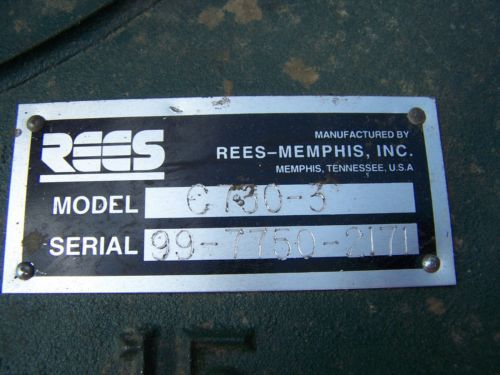 REES
MANUFACTURED BY
REES-MEMPHIS, INC.
MEMPHIS, TENNESSEE, U.S.A
MODEL C730-3
SERIAL 99-7750-2171